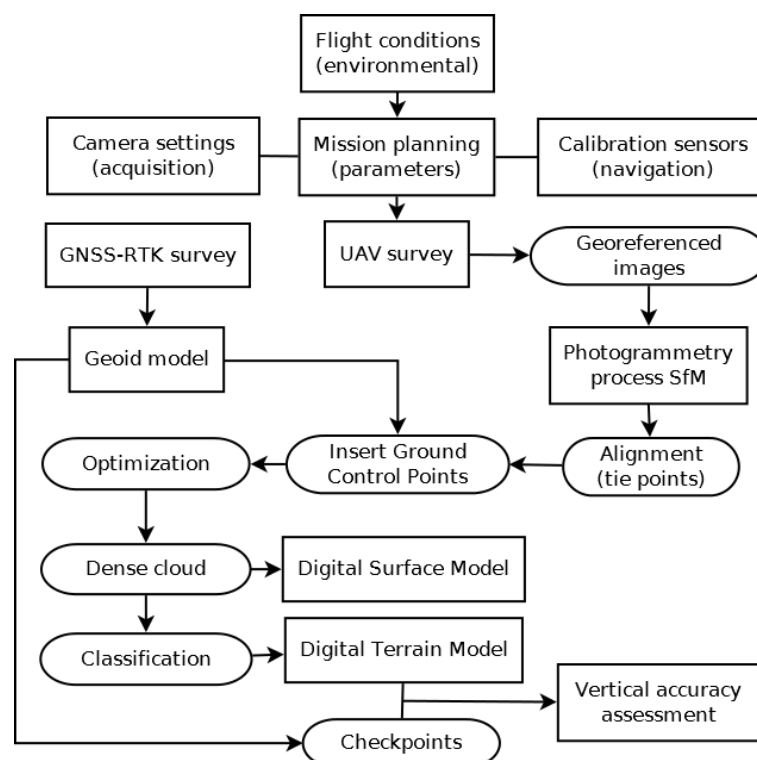 Flight conditions
(environmental)
Camera settings
(acquisition)
Mission planning
(parameters)
Calibration sensors
(navigation)
GNSS-RTK survey
UAV survey
Georeferenced
images
Geoid model
Photogrammetry
process SfM
Optimization
Insert Ground
Control Points
Alignment
(tie points)
Dense cloud
Digital Surface Model
Classification
Digital Terrain Model
Vertical accuracy
assessment
Checkpoints